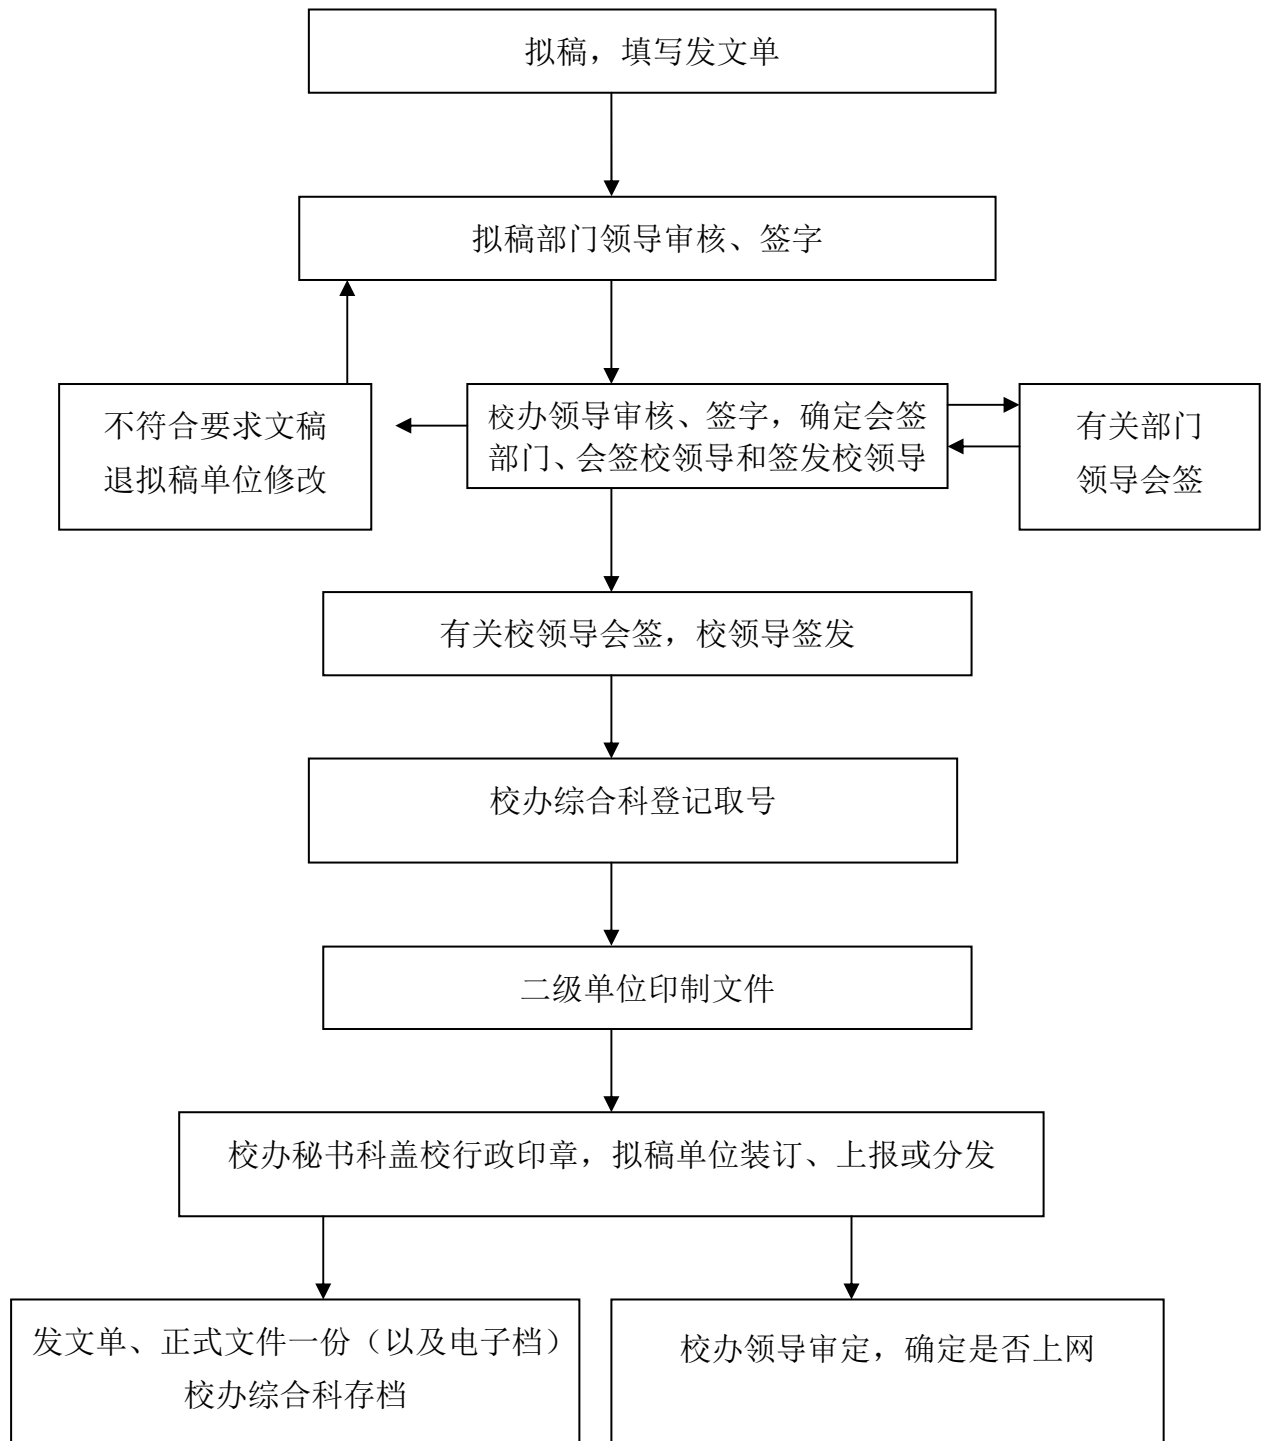 拟稿，填写发文单
拟稿部门领导审核、签字
不符合要求文稿
退拟稿单位修改
校办领导审核、签字，确定会签
部门、会签校领导和签发校领导
有关部门
领导会签
有关校领导会签，校领导签发
校办综合科登记取号
二级单位印制文件
校办秘书科盖校行政印章，拟稿单位装订、上报或分发
发文单、正式文件一份（以及电子档）
校办综合科存档
校办领导审定，确定是否上网